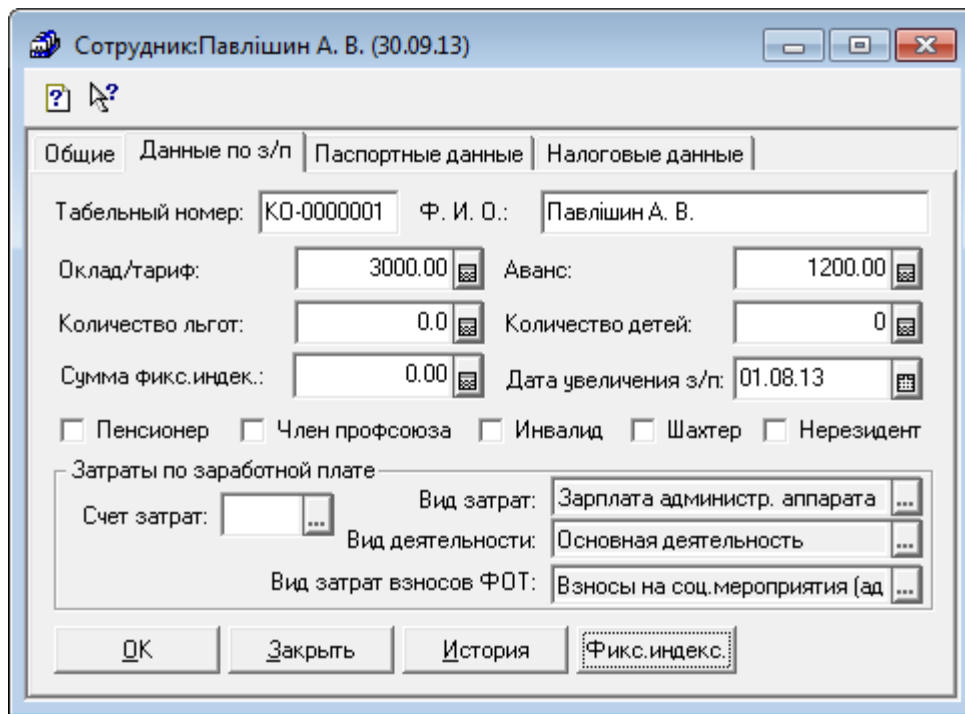 Сотрудник:Павлішин А. В. (30.09.13)
Общие Данные по з/п Паспортные данные Налоговые данные
Табельный номер: КО-0000001 Ф. И. О.: Павлішин А. В.
Оклад/тариф: 3000.00 Аванс: 1200.00
Количество льгот: 0.0 Количество детей: 0
Сумма фикс.индек.: 0.00 Дата увеличения з/п: 01.08.13
Пенсионер Член профсоюза Инвалид Шахтер Нерезидент
Затраты по заработной плате
Счет затрат: ... Вид затрат: Зарплата администр. аппарата ...
Вид деятельности: Основная деятельность ...
Вид затрат взносов ФОТ: Взносы на соц.мероприятия (ад ...
OK Закрыть История Фикс.индекс.